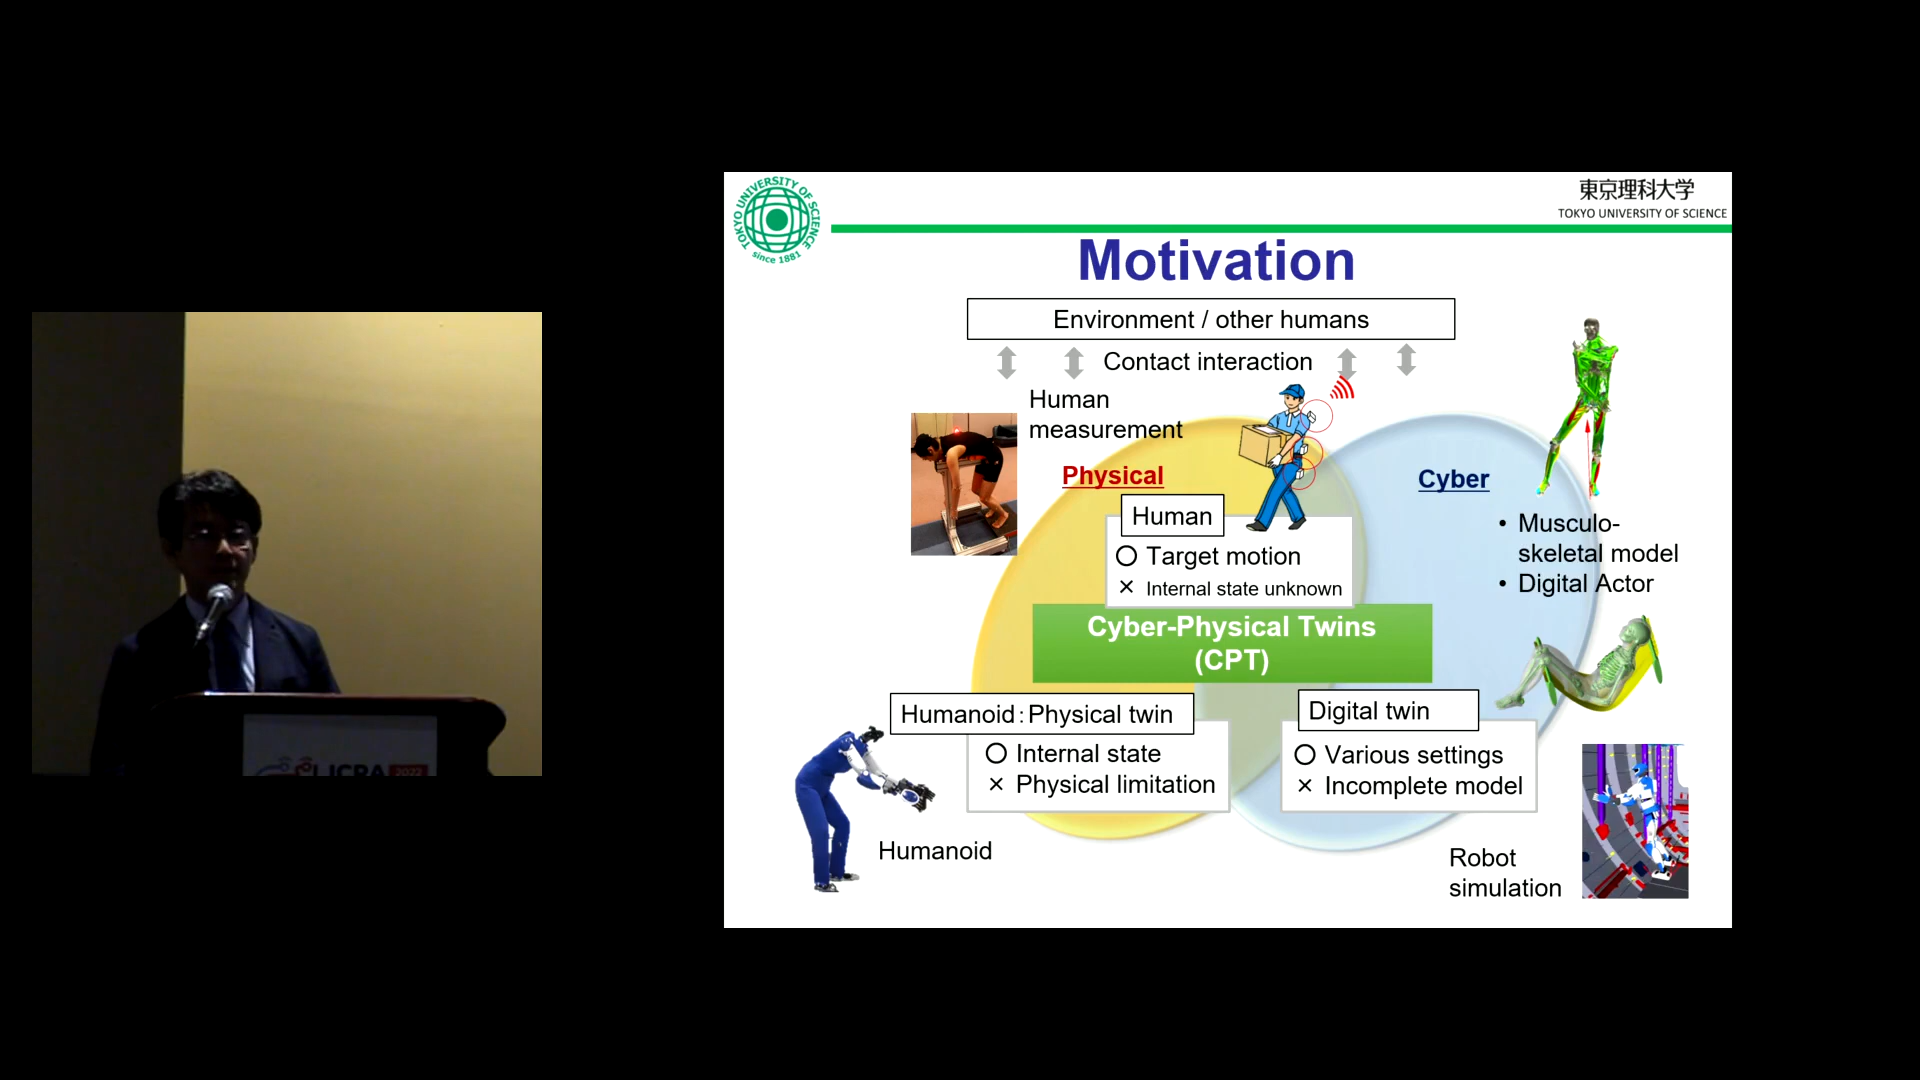 TOKYO UNIVERSITY OF SCIENCE
since 1881
東京理科大学
TOKYO UNIVERSITY OF SCIENCE
Motivation
Environment / other humans
Contact interaction
Human
measurement
Physical
Cyber
Human
○ Target motion
× Internal state unknown
• Musculo-
skeletal model
• Digital Actor
Cyber-Physical Twins
(CPT)
Humanoid：Physical twin
○ Internal state
× Physical limitation
Digital twin
○ Various settings
× Incomplete model
Humanoid
Robot
simulation
ICRA 2022